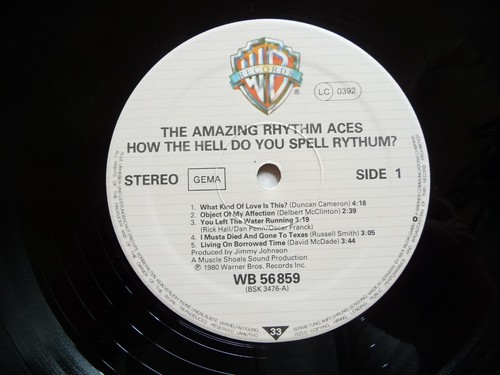 WB
RECORDS
®
LC 0392
THE AMAZING RHYTHM ACES
HOW THE HELL DO YOU SPELL RYTHUM?
STEREO GEMA SIDE 1
1. What Kind Of Love Is This? (Duncan Cameron) 4:18
2. Object Of My Affection (Delbert McClinton) 2:39
3. You Left The Water Running 3:19
(Rick Hall/Dan Penn/Oscar Frank)
4. I Musta Died And Gone To Texas (Russell Smith) 3:05
5. Living On Borrowed Time (David McDade) 3:44
Produced by Jimmy Johnson
A Muscle Shoals Sound Production
℗ 1980 Warner Bros. Records Inc.
WB 56 859
(BSK 3476-A)
33